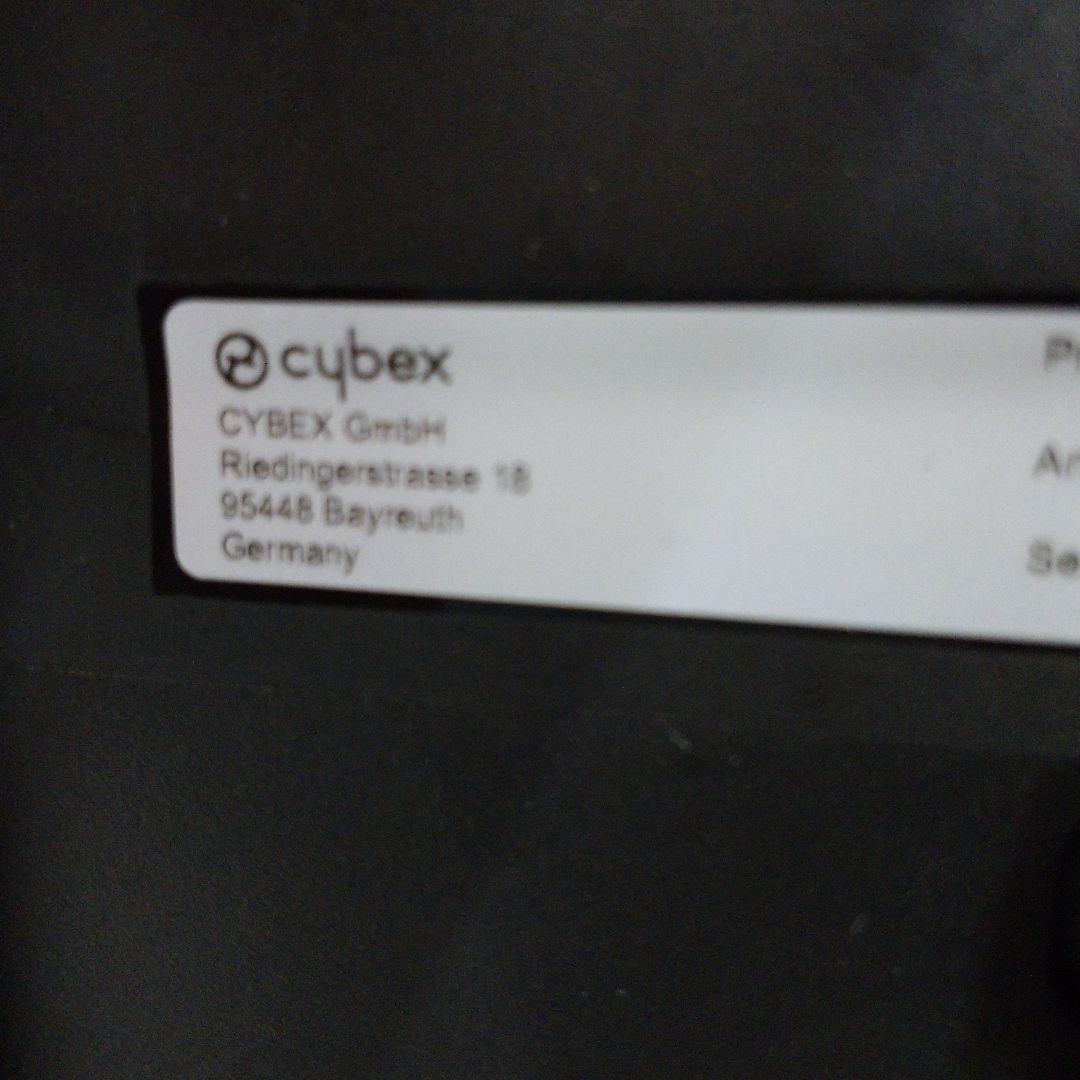 cybex
CYBEX GmbH
Riedingerstrasse 18
95448 Bayreuth
Germany